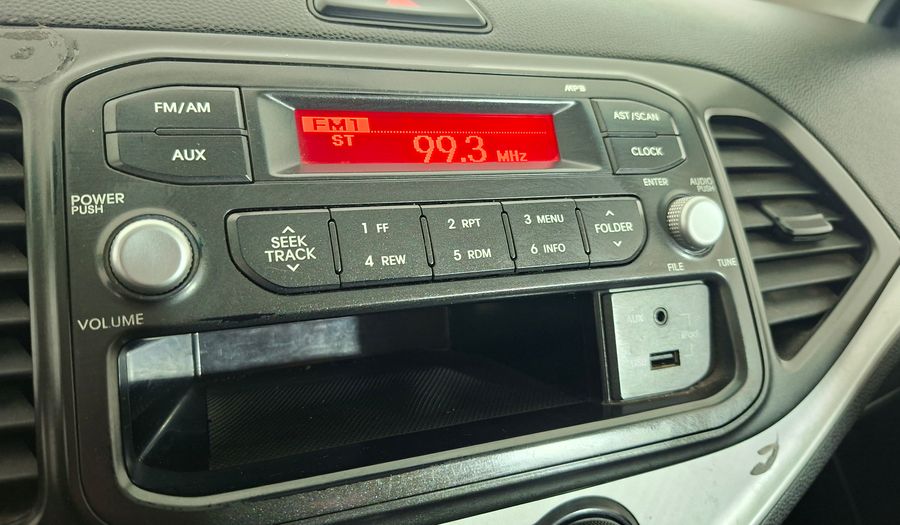 MP3
FM/AM
AUX
FM1
ST
99.3 MHz
AST/SCAN
CLOCK
POWER
PUSH
VOLUME
SEEK
TRACK
1 FF
4 REW
2 RPT
5 RDM
3 MENU
6 INFO
FOLDER
ENTER
AUDIO
PUSH
FILE
TUNE
AUX
iPod